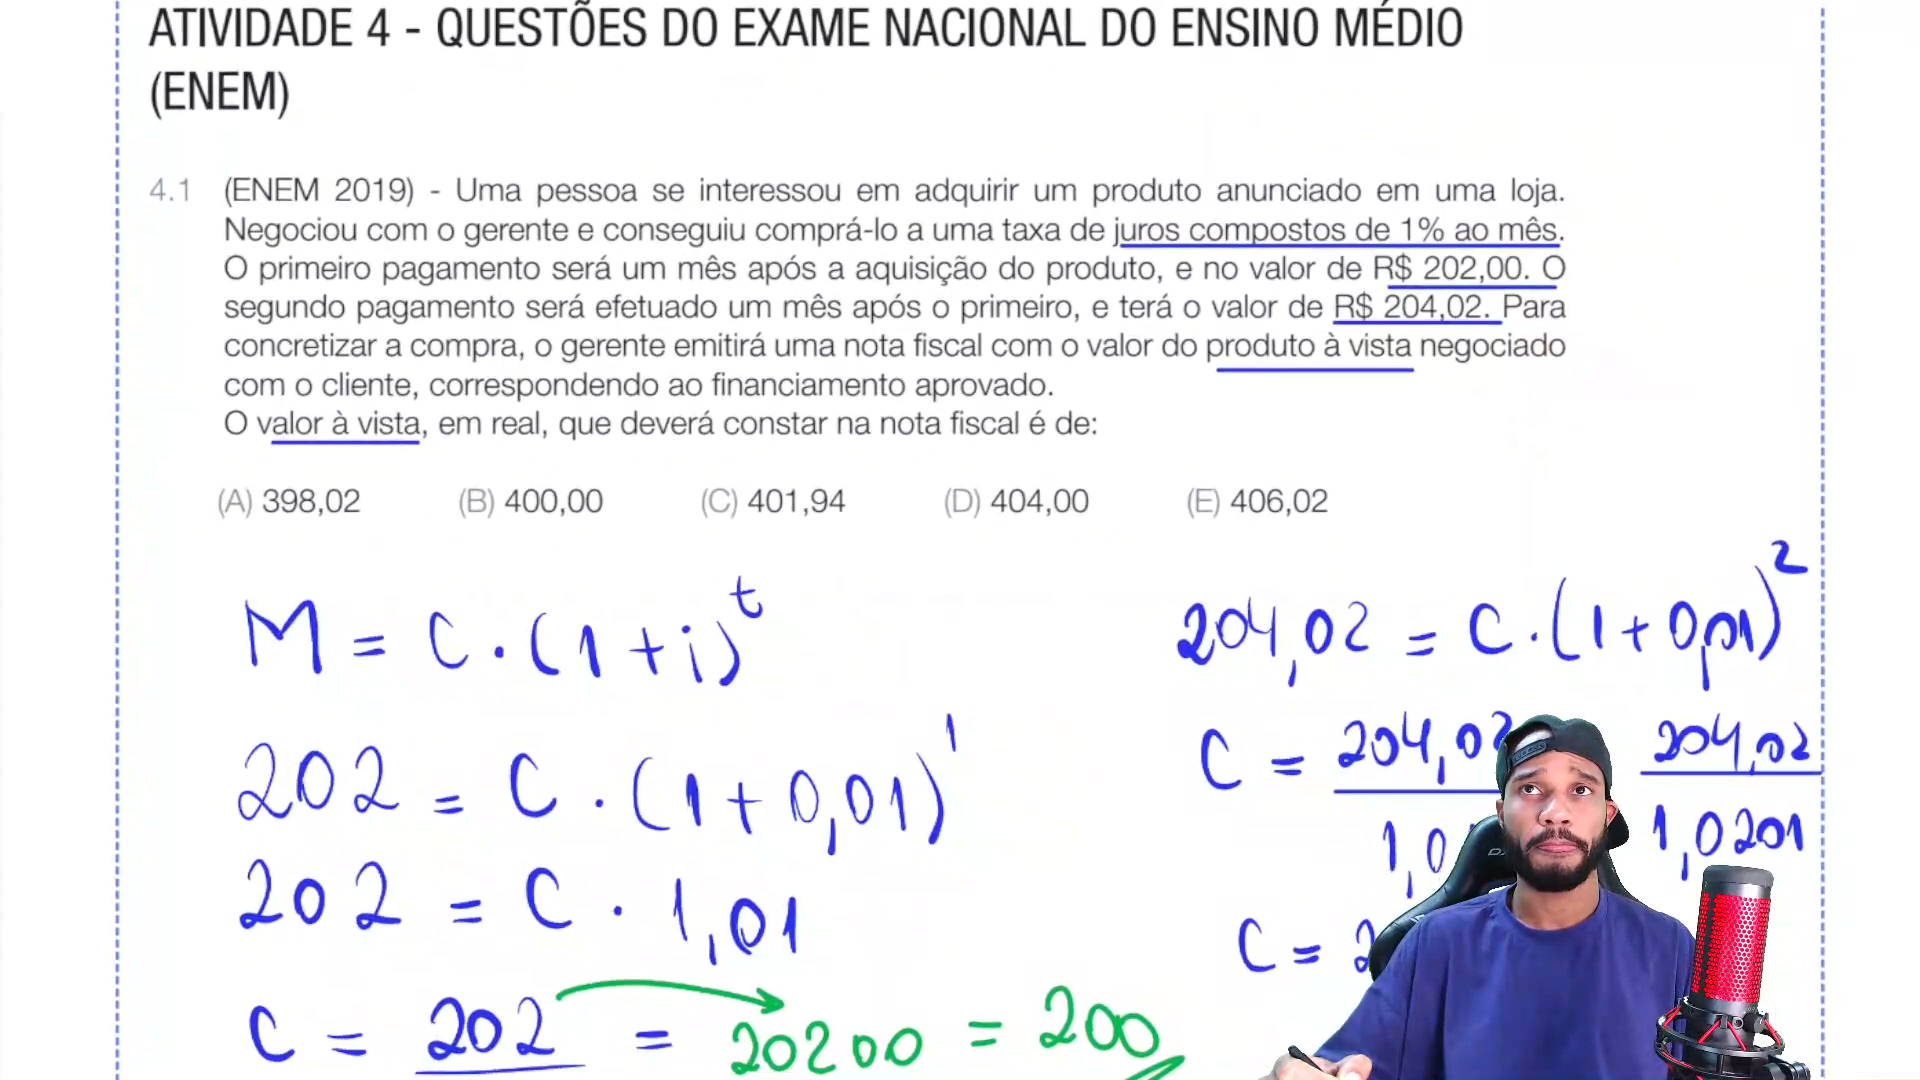 ATIVIDADE 4 - QUESTÕES DO EXAME NACIONAL DO ENSINO MÉDIO
(ENEM)
4.1 (ENEM 2019) - Uma pessoa se interessou em adquirir um produto anunciado em uma loja.
Negociou com o gerente e conseguiu comprá-lo a uma taxa de juros compostos de 1% ao mês.
O primeiro pagamento será um mês após a aquisição do produto, e no valor de R$ 202,00. O
segundo pagamento será efetuado um mês após o primeiro, e terá o valor de R$ 204,02. Para
concretizar a compra, o gerente emitirá uma nota fiscal com o valor do produto à vista negociado
com o cliente, correspondendo ao financiamento aprovado.
O valor à vista, em real, que deverá constar na nota fiscal é de:
(A) 398,02 (B) 400,00 (C) 401,94 (D) 404,00 (E) 406,02
M = C · (1 + i)^t
202 = C · (1 + 0,01)^1
202 = C · 1,01
C = 202 = 20200 = 200
204,02 = C · (1 + 0,01)^2
C = 204,02 204,02
1,0 1,0201
C = 2